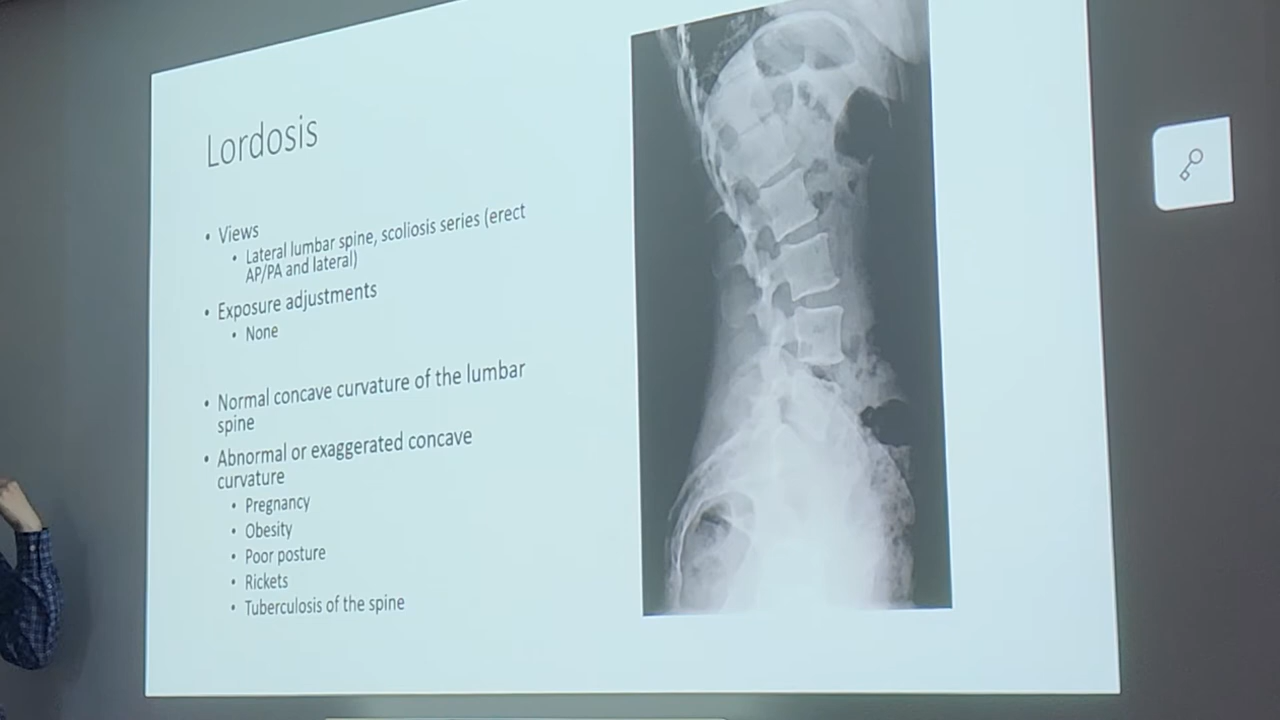 Lordosis
• Views
• Lateral lumbar spine, scoliosis series (erect
AP/PA and lateral)
• Exposure adjustments
• None
• Normal concave curvature of the lumbar
spine
• Abnormal or exaggerated concave
curvature
• Pregnancy
• Obesity
• Poor posture
• Rickets
• Tuberculosis of the spine